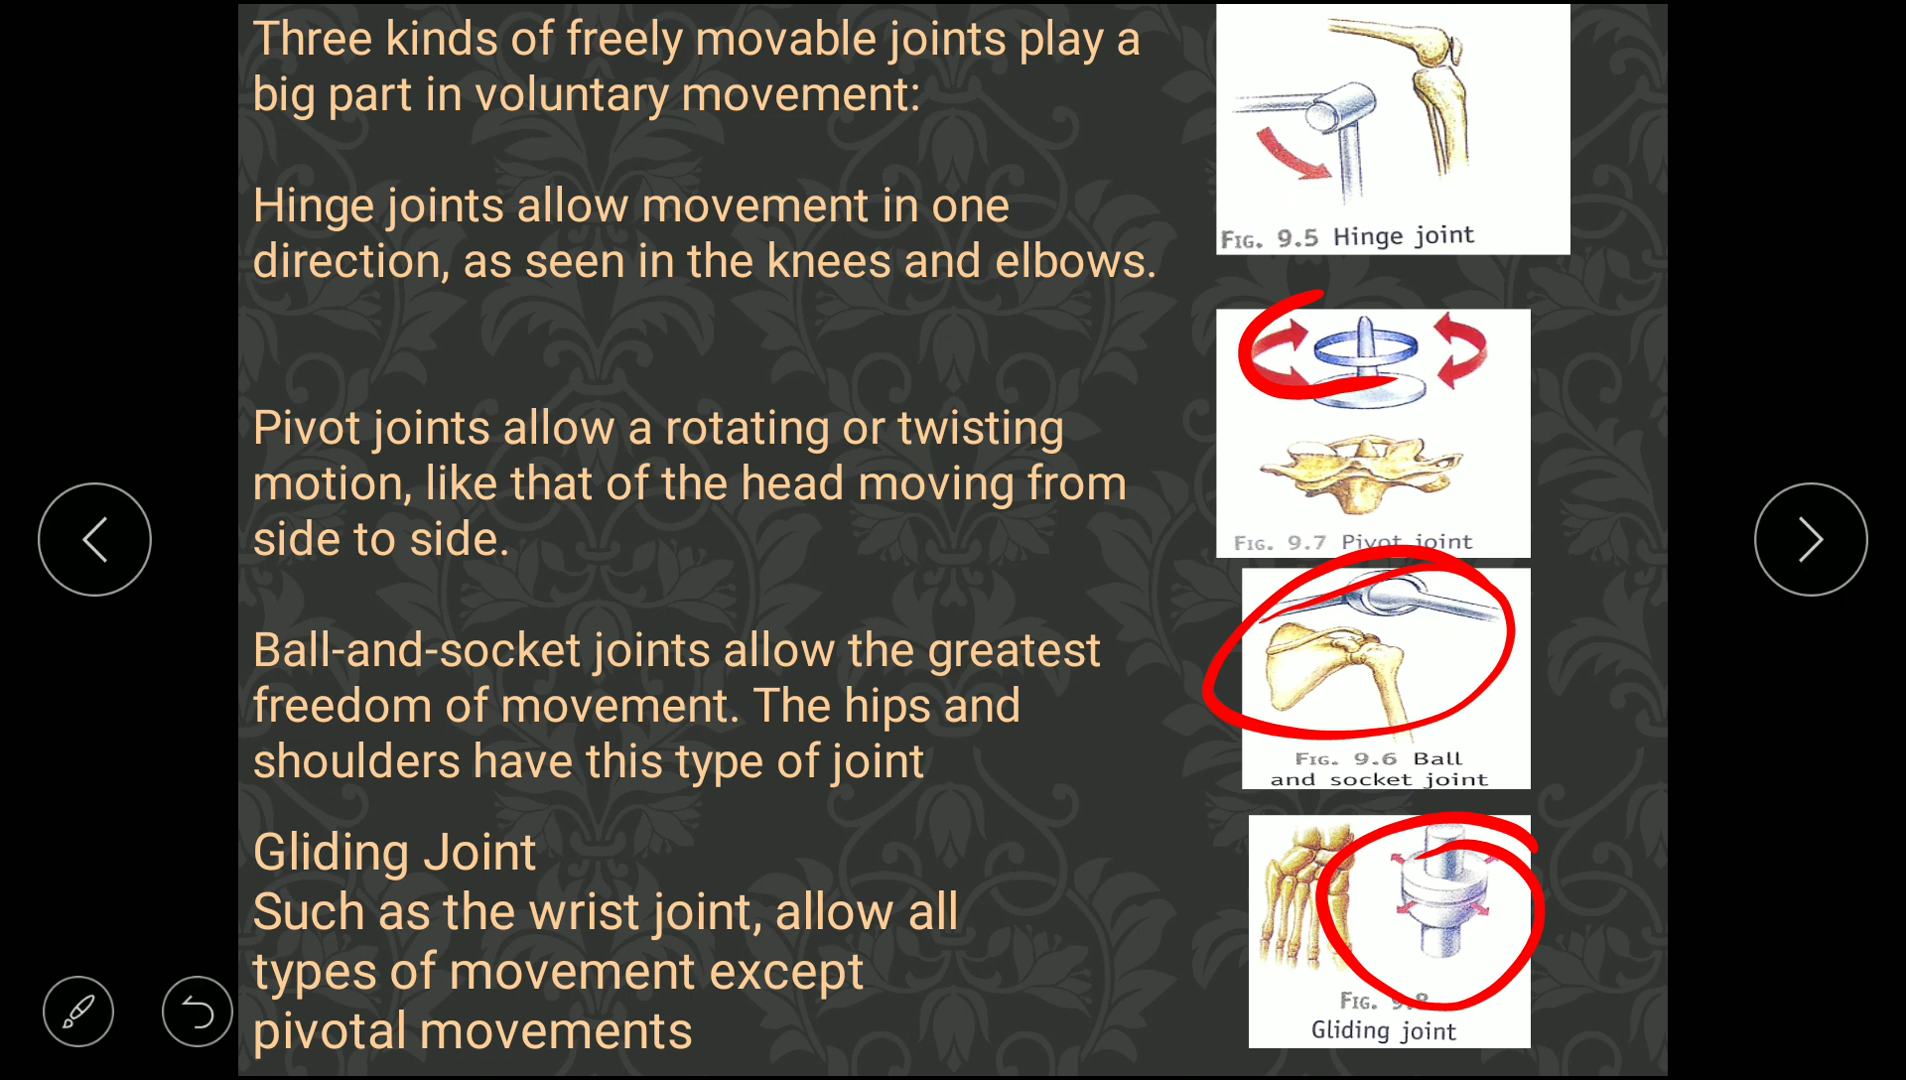 Three kinds of freely movable joints play a
big part in voluntary movement:
Hinge joints allow movement in one
direction, as seen in the knees and elbows.
Pivot joints allow a rotating or twisting
motion, like that of the head moving from
side to side.
Ball-and-socket joints allow the greatest
freedom of movement. The hips and
shoulders have this type of joint
Gliding Joint
Such as the wrist joint, allow all
types of movement except
pivotal movements
FIG. 9.5 Hinge joint
FIG. 9.7 Pivot joint
FIG. 9.6 Ball
and socket joint
FIG. 9.8
Gliding joint